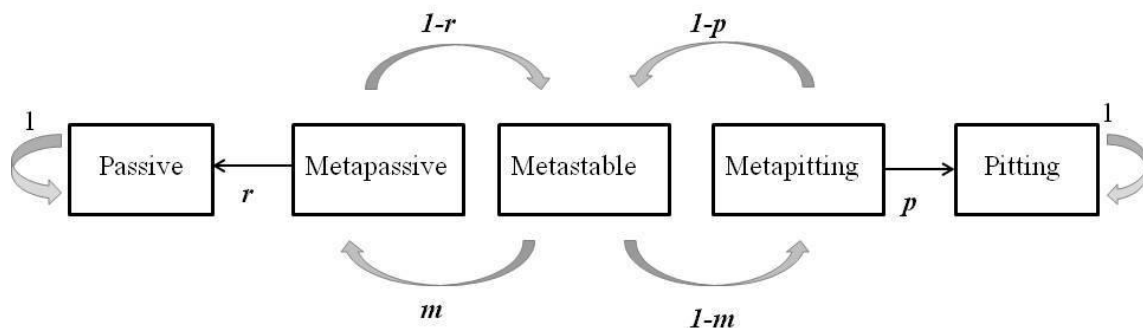 1-r 1-p
1 1
Passive Metapassive Metastable Metapitting Pitting
r p
m 1-m